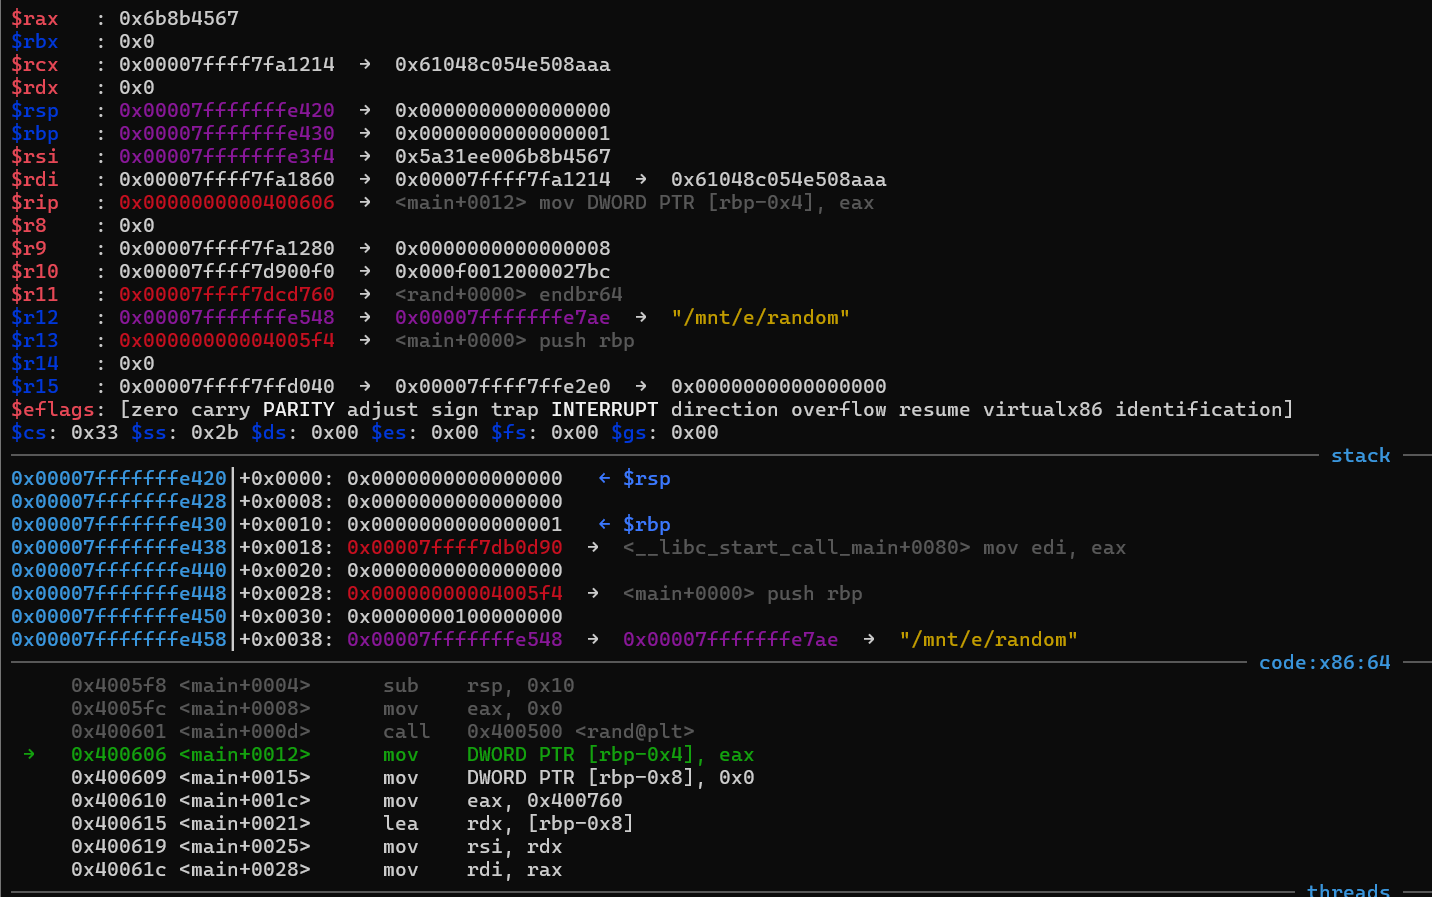 $rax   : 0x6b8b4567
$rbx   : 0x0
$rcx   : 0x00007ffff7fa1214  →  0x61048c054e508aaa
$rdx   : 0x0
$rsp   : 0x00007fffffffe420  →  0x0000000000000000
$rbp   : 0x00007fffffffe430  →  0x0000000000000001
$rsi   : 0x00007fffffffe3f4  →  0x5a31ee006b8b4567
$rdi   : 0x00007ffff7fa1860  →  0x00007ffff7fa1214  →  0x61048c054e508aaa
$rip   : 0x0000000000400606  →  <main+0012> mov DWORD PTR [rbp-0x4], eax
$r8    : 0x0
$r9    : 0x00007ffff7fa1280  →  0x0000000000000008
$r10   : 0x00007ffff7d900f0  →  0x000f0012000027bc
$r11   : 0x00007ffff7dcd760  →  <rand+0000> endbr64
$r12   : 0x00007fffffffe548  →  0x00007fffffffe7ae  →  "/mnt/e/random"
$r13   : 0x00000000004005f4  →  <main+0000> push rbp
$r14   : 0x0
$r15   : 0x00007ffff7ffd040  →  0x00007ffff7ffe2e0  →  0x0000000000000000
$eflags: [zero carry PARITY adjust sign trap INTERRUPT direction overflow resume virtualx86 identification]
$cs: 0x33 $ss: 0x2b $ds: 0x00 $es: 0x00 $fs: 0x00 $gs: 0x00
stack
0x00007fffffffe420│+0x0000: 0x0000000000000000   ← $rsp
0x00007fffffffe428│+0x0008: 0x0000000000000000
0x00007fffffffe430│+0x0010: 0x0000000000000001   ← $rbp
0x00007fffffffe438│+0x0018: 0x00007ffff7db0d90  →  <__libc_start_call_main+0080> mov edi, eax
0x00007fffffffe440│+0x0020: 0x0000000000000000
0x00007fffffffe448│+0x0028: 0x00000000004005f4  →  <main+0000> push rbp
0x00007fffffffe450│+0x0030: 0x0000000100000000
0x00007fffffffe458│+0x0038: 0x00007fffffffe548  →  0x00007fffffffe7ae  →  "/mnt/e/random"
code:x86:64
0x4005f8 <main+0004>      sub    rsp, 0x10
0x4005fc <main+0008>      mov    eax, 0x0
0x400601 <main+000d>      call   0x400500 <rand@plt>
→   0x400606 <main+0012>      mov    DWORD PTR [rbp-0x4], eax
0x400609 <main+0015>      mov    DWORD PTR [rbp-0x8], 0x0
0x400610 <main+001c>      mov    eax, 0x400760
0x400615 <main+0021>      lea    rdx, [rbp-0x8]
0x400619 <main+0025>      mov    rsi, rdx
0x40061c <main+0028>      mov    rdi, rax
threads